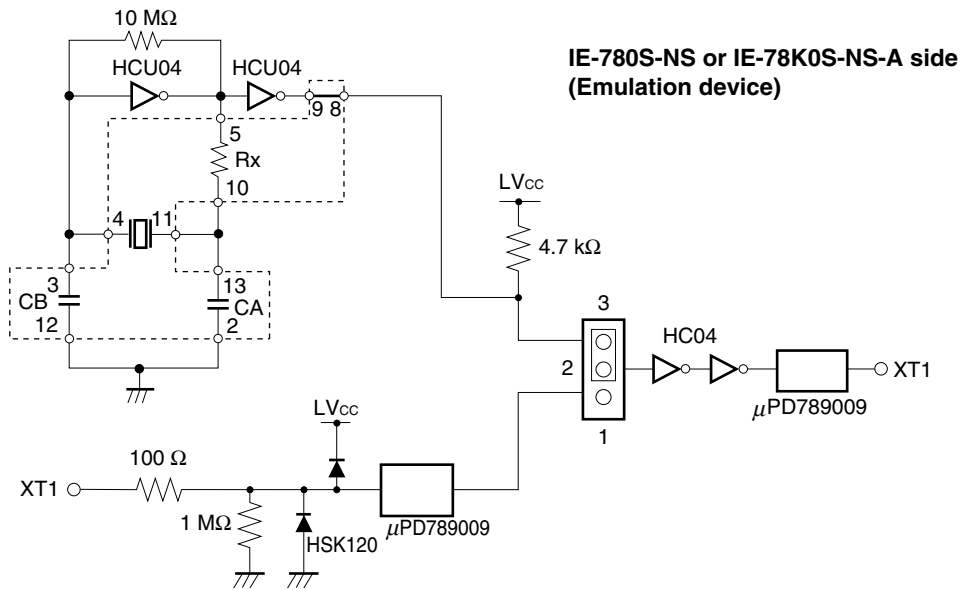 10 MΩ
IE-780S-NS or IE-78K0S-NS-A side
(Emulation device)
HCU04
HCU04
9
8
5
Rx
10
4
11
LVcc
4.7 kΩ
3
13
CB
CA
12
2
3
HC04
2
XT1
μPD789009
1
LVcc
100 Ω
XT1
1 MΩ
HSK120
μPD789009